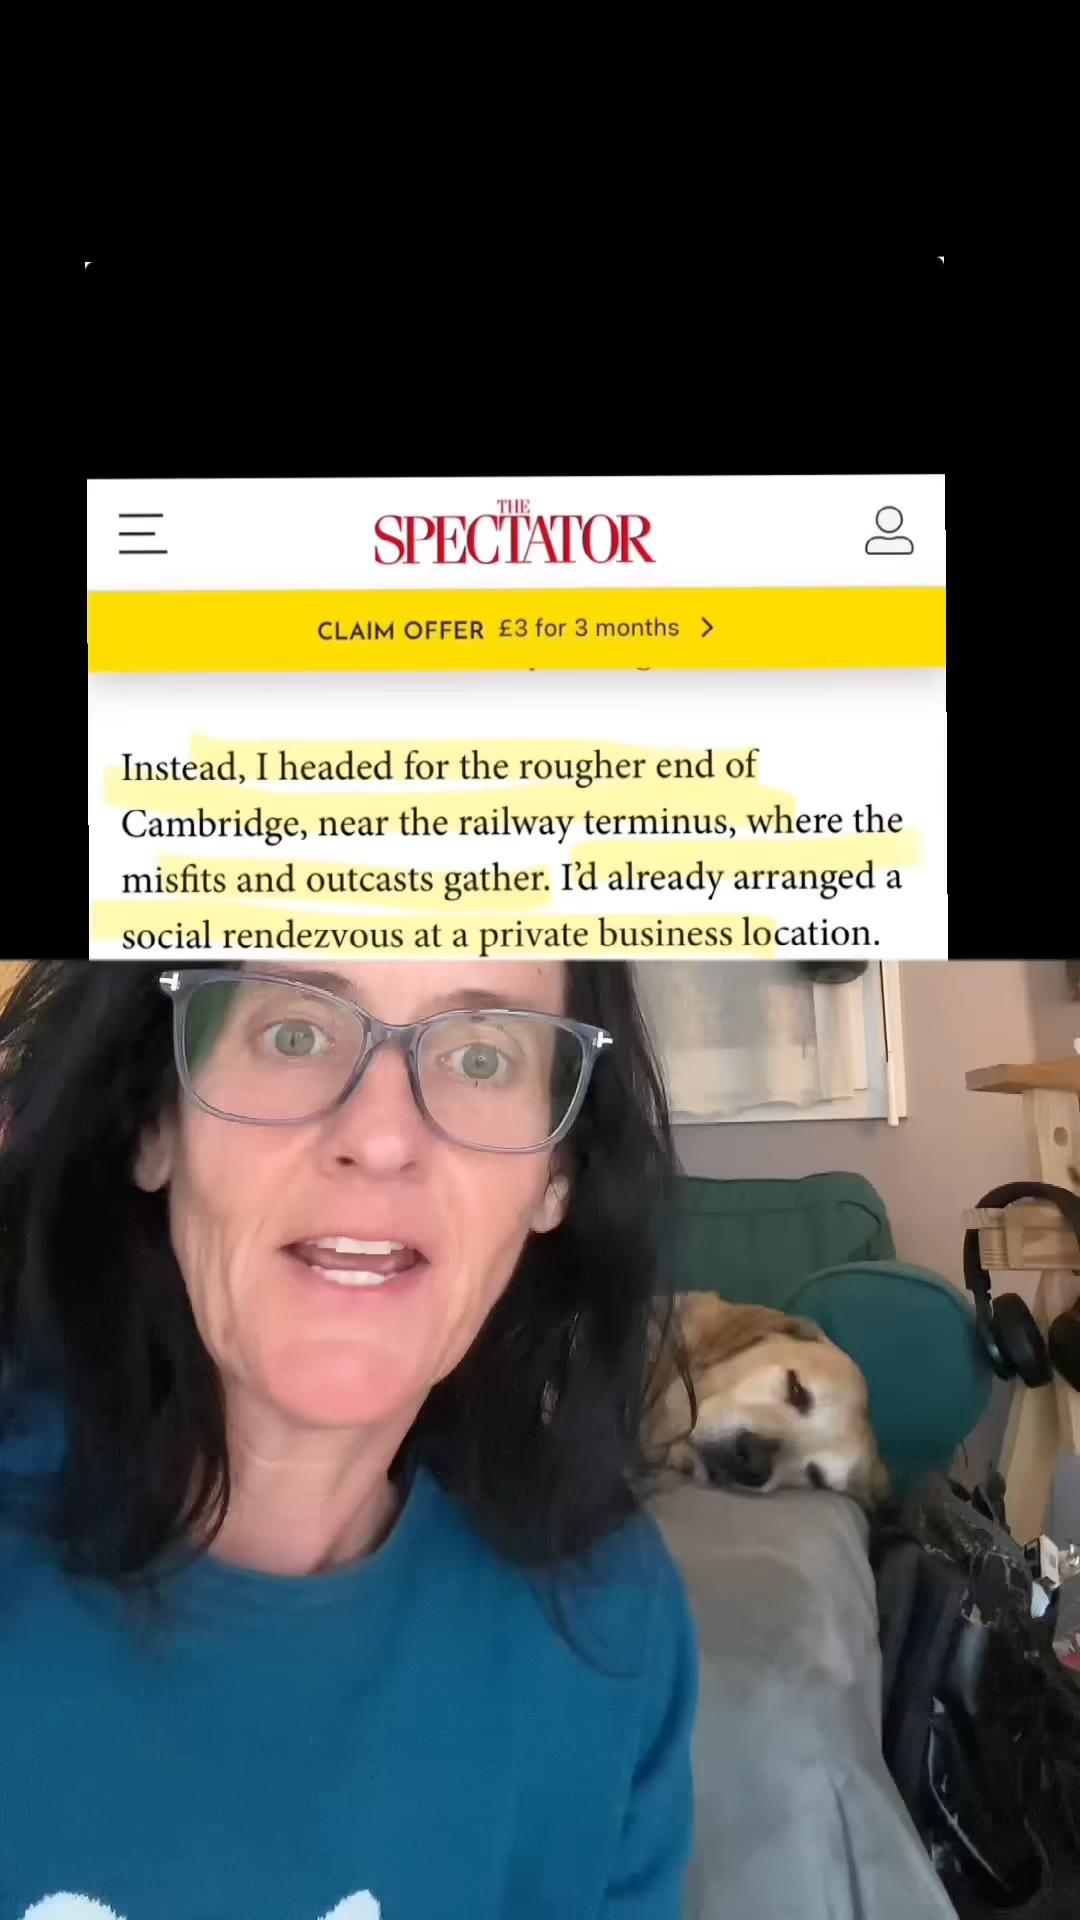 THE
SPECTATOR
CLAIM OFFER £3 for 3 months
Instead, I headed for the rougher end of
Cambridge, near the railway terminus, where the
misfits and outcasts gather. I'd already arranged a
social rendezvous at a private business location.